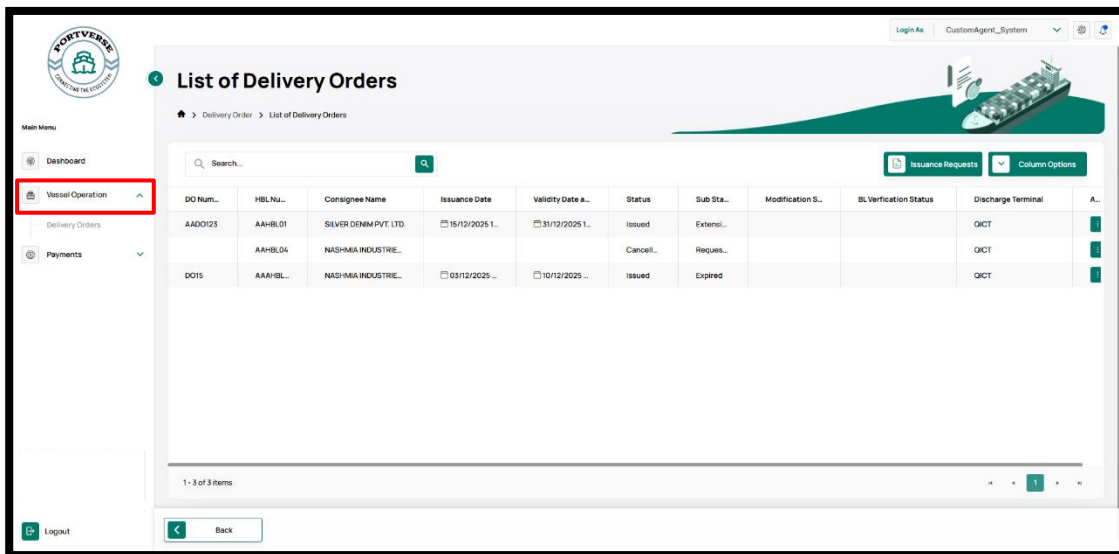 PORTVERSE
CONNECTING THE ECOSYSTEM
Login As CustomAgent_System
List of Delivery Orders
Delivery Order > List of Delivery Orders
Main Menu
Dashboard
Vessel Operation
Delivery Orders
Payments
Logout
Search...
Issuance Requests
Column Options
DO Num... HBL Nu... Consignee Name Issuance Date Validity Date a... Status Sub Sta... Modification S... BL Verfication Status Discharge Terminal A...
AADO123 AAHBL01 SILVER DENIM PVT. LTD. 15/12/2025 1... 31/12/2025 1... Issued Extensi... QICT
AAHBL04 NASHMIA INDUSTRIE... Cancell... Reques... QICT
DO15 AAAHBL... NASHMIA INDUSTRIE... 03/12/2025 ... 10/12/2025 ... Issued Expired QICT
1 - 3 of 3 items
1
Back